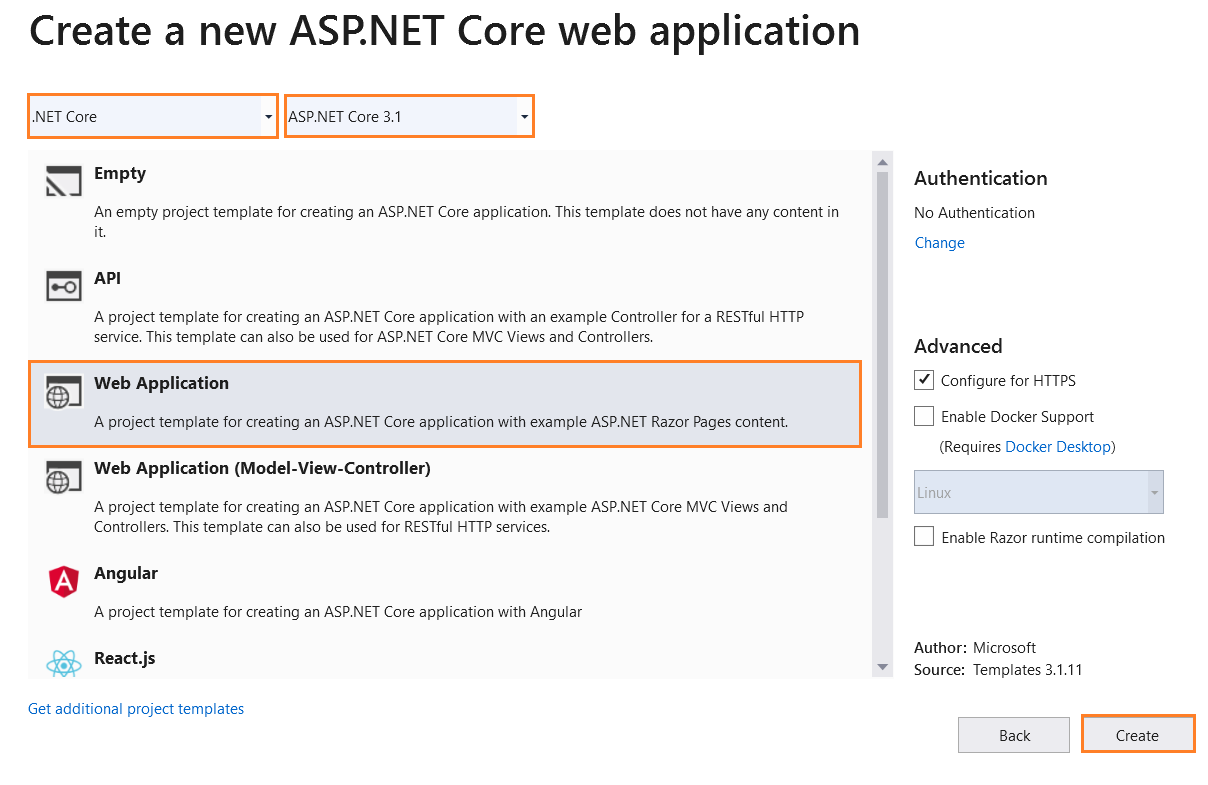 Create a new ASP.NET Core web application
.NET Core
ASP.NET Core 3.1
Empty
An empty project template for creating an ASP.NET Core application. This template does not have any content in
it.
API
A project template for creating an ASP.NET Core application with an example Controller for a RESTful HTTP
service. This template can also be used for ASP.NET Core MVC Views and Controllers.
Web Application
A project template for creating an ASP.NET Core application with example ASP.NET Razor Pages content.
Web Application (Model-View-Controller)
A project template for creating an ASP.NET Core application with example ASP.NET Core MVC Views and
Controllers. This template can also be used for RESTful HTTP services.
Angular
A project template for creating an ASP.NET Core application with Angular
React.js
Get additional project templates
Authentication
No Authentication
Change
Advanced
Configure for HTTPS
Enable Docker Support
(Requires Docker Desktop)
Linux
Enable Razor runtime compilation
Author: Microsoft
Source: Templates 3.1.11
Back
Create